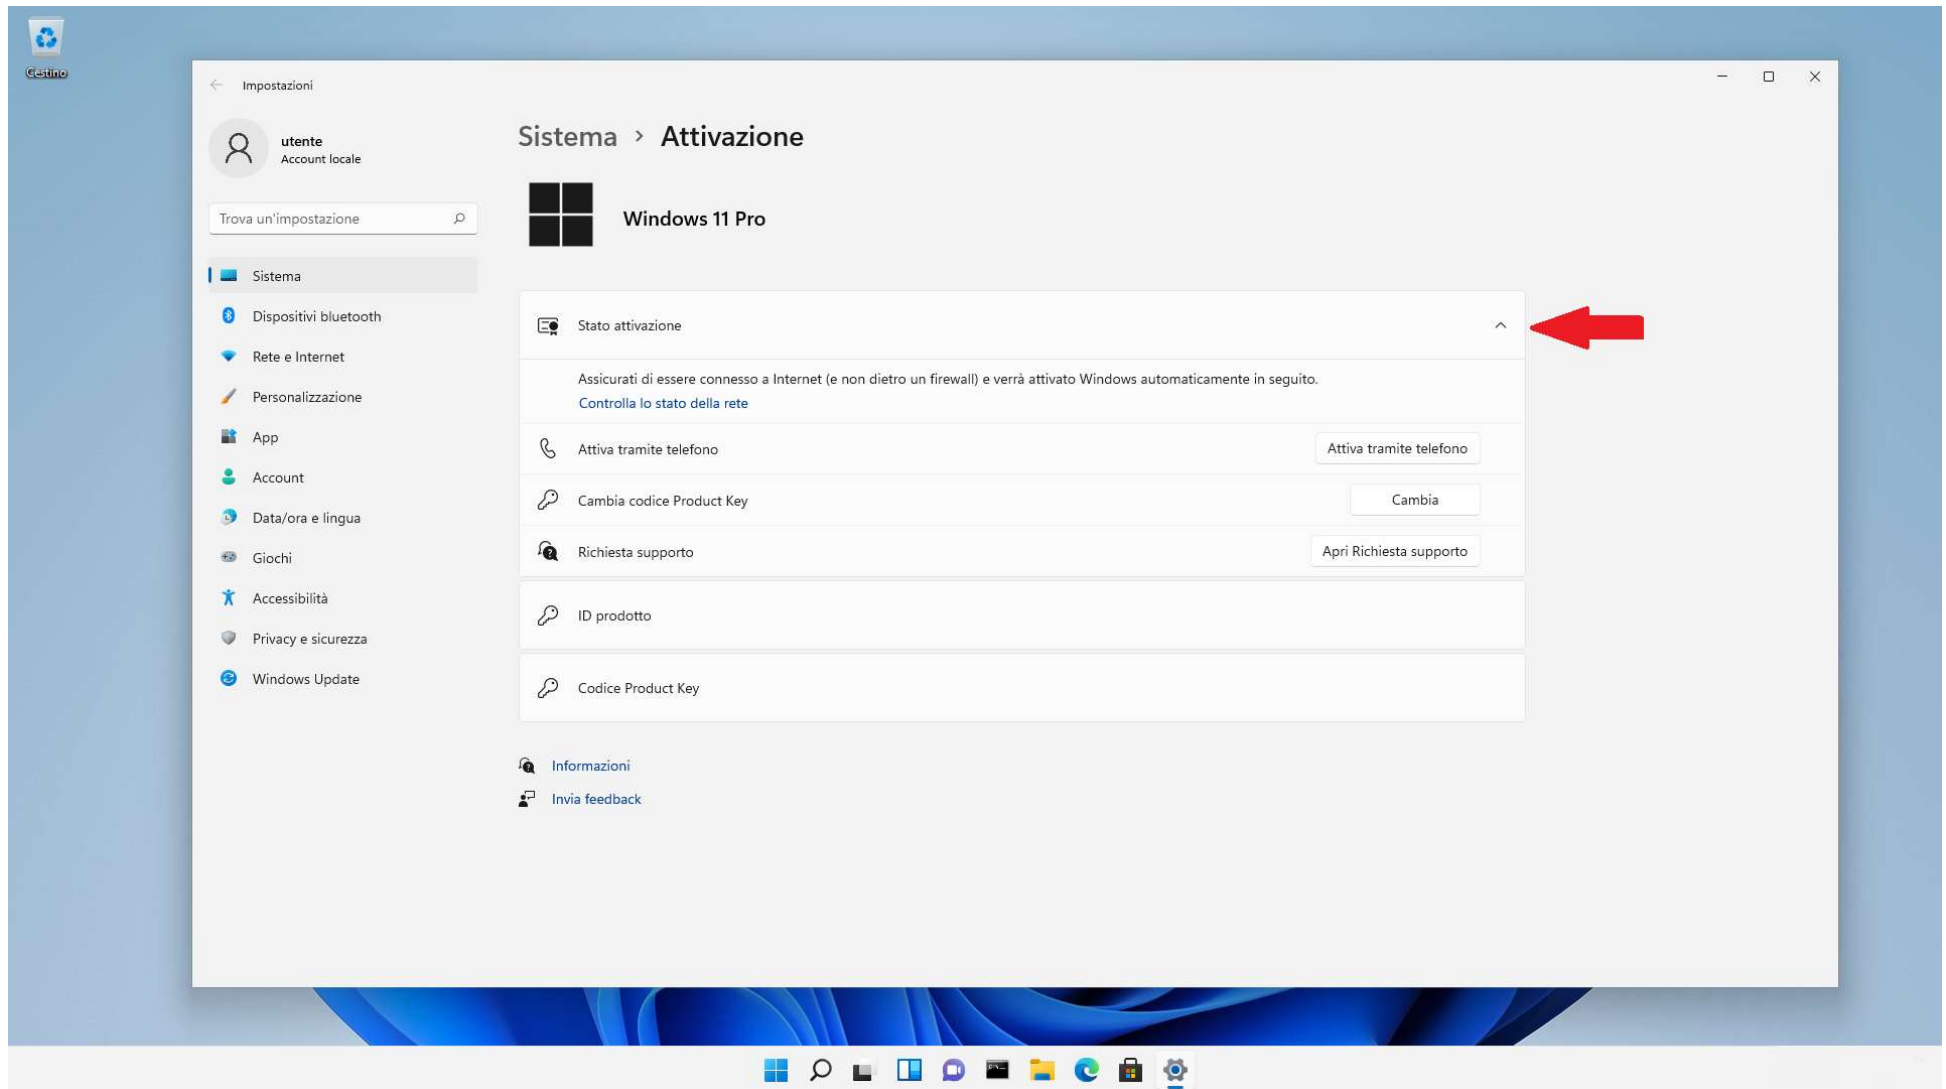 Cestino
Impostazioni
utente
Account locale
Trova un'impostazione
Sistema
Dispositivi bluetooth
Rete e Internet
Personalizzazione
App
Account
Data/ora e lingua
Giochi
Accessibilità
Privacy e sicurezza
Windows Update
Sistema > Attivazione
Windows 11 Pro
Stato attivazione
Assicurati di essere connesso a Internet (e non dietro un firewall) e verrà attivato Windows automaticamente in seguito.
Controlla lo stato della rete
Attiva tramite telefono Attiva tramite telefono
Cambia codice Product Key Cambia
Richiesta supporto Apri Richiesta supporto
ID prodotto
Codice Product Key
Informazioni
Invia feedback